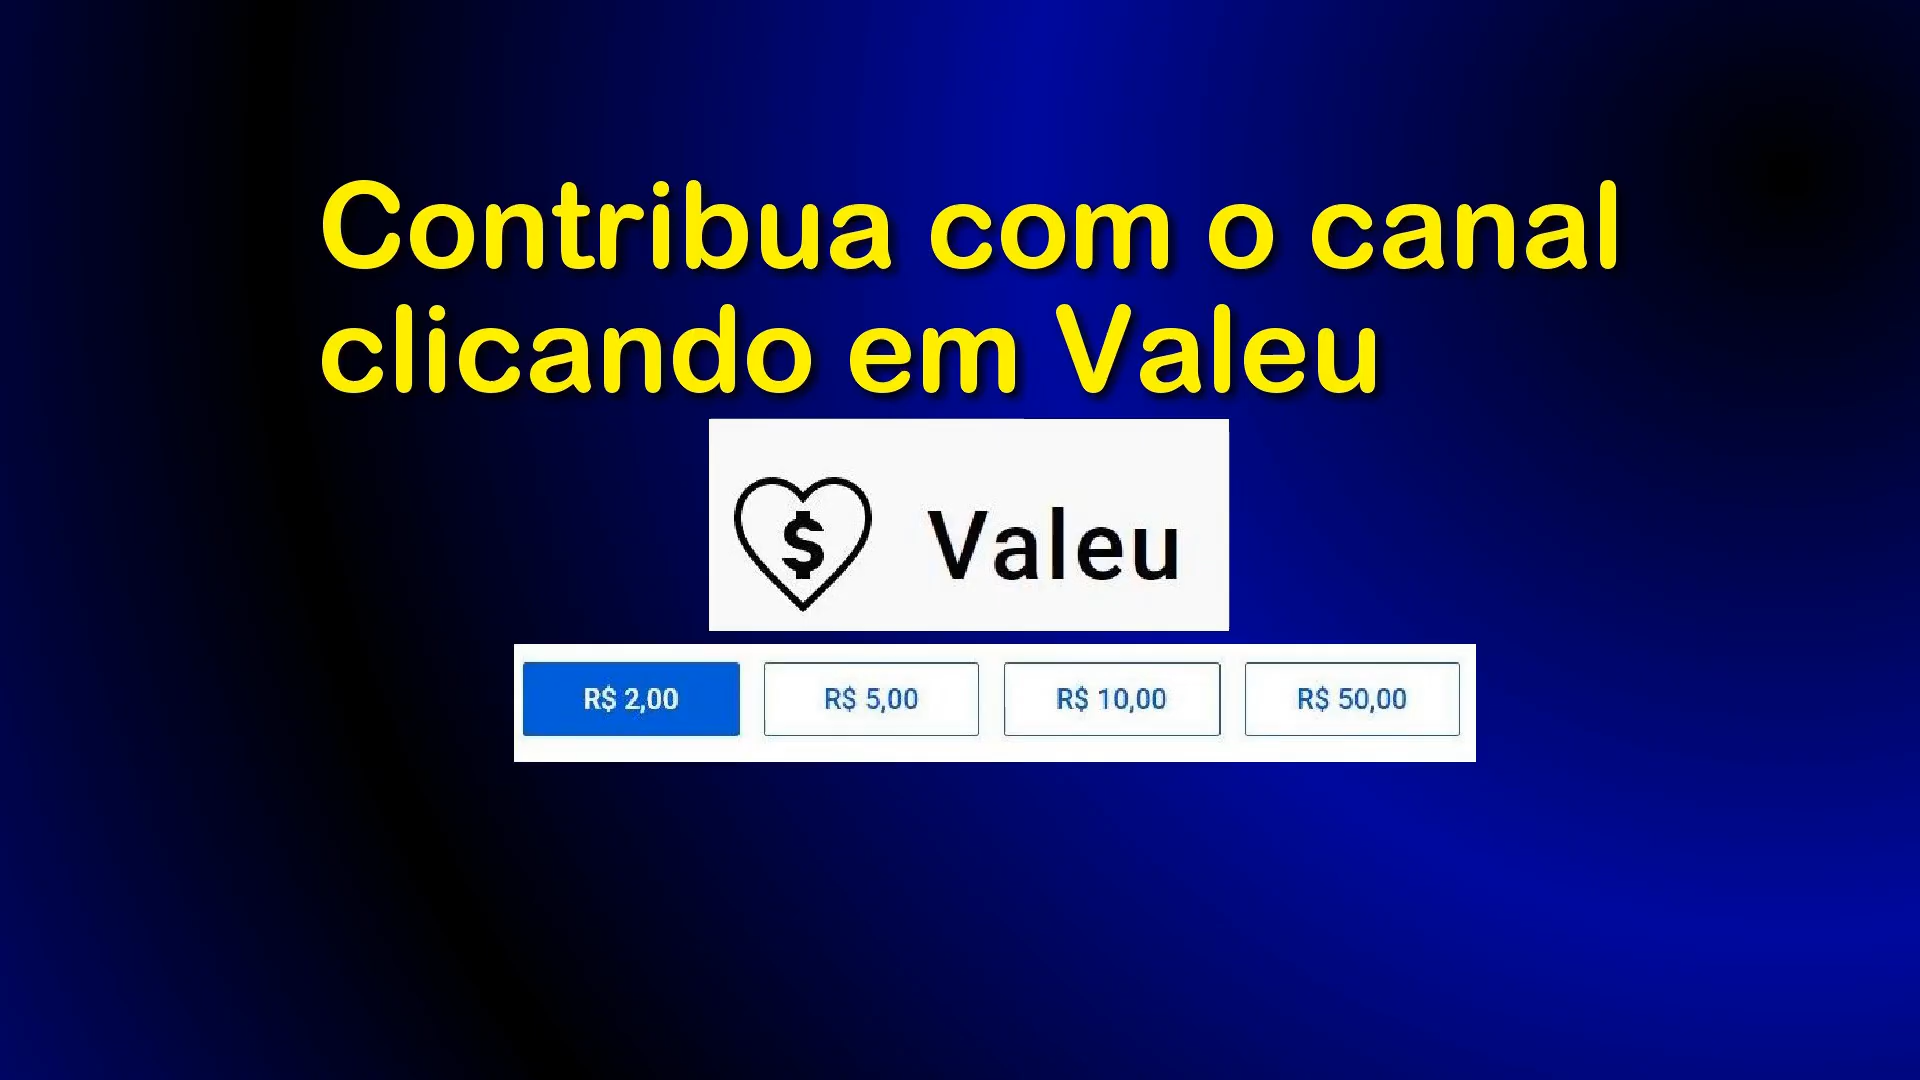 Contribua com o canal
clicando em Valeu
$ Valeu
R$ 2,00 R$ 5,00 R$ 10,00 R$ 50,00